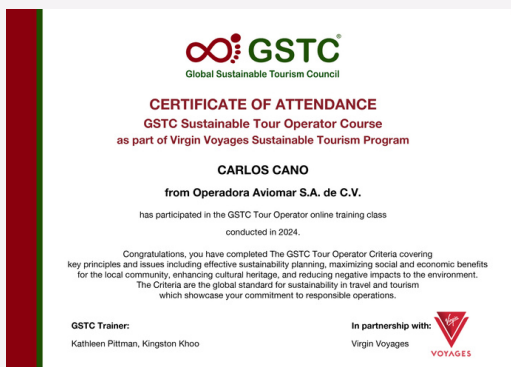 GSTC®
Global Sustainable Tourism Council
CERTIFICATE OF ATTENDANCE
GSTC Sustainable Tour Operator Course
as part of Virgin Voyages Sustainable Tourism Program
CARLOS CANO
from Operadora Aviomar S.A. de C.V.
has participated in the GSTC Tour Operator online training class
conducted in 2024.
Congratulations, you have completed The GSTC Tour Operator Criteria covering
key principles and issues including effective sustainability planning, maximizing social and economic benefits
for the local community, enhancing cultural heritage, and reducing negative impacts to the environment.
The Criteria are the global standard for sustainability in travel and tourism
which showcase your commitment to responsible operations.
GSTC Trainer:
Kathleen Pittman, Kingston Khoo
In partnership with:
Virgin Voyages
Virgin
VOYAGES